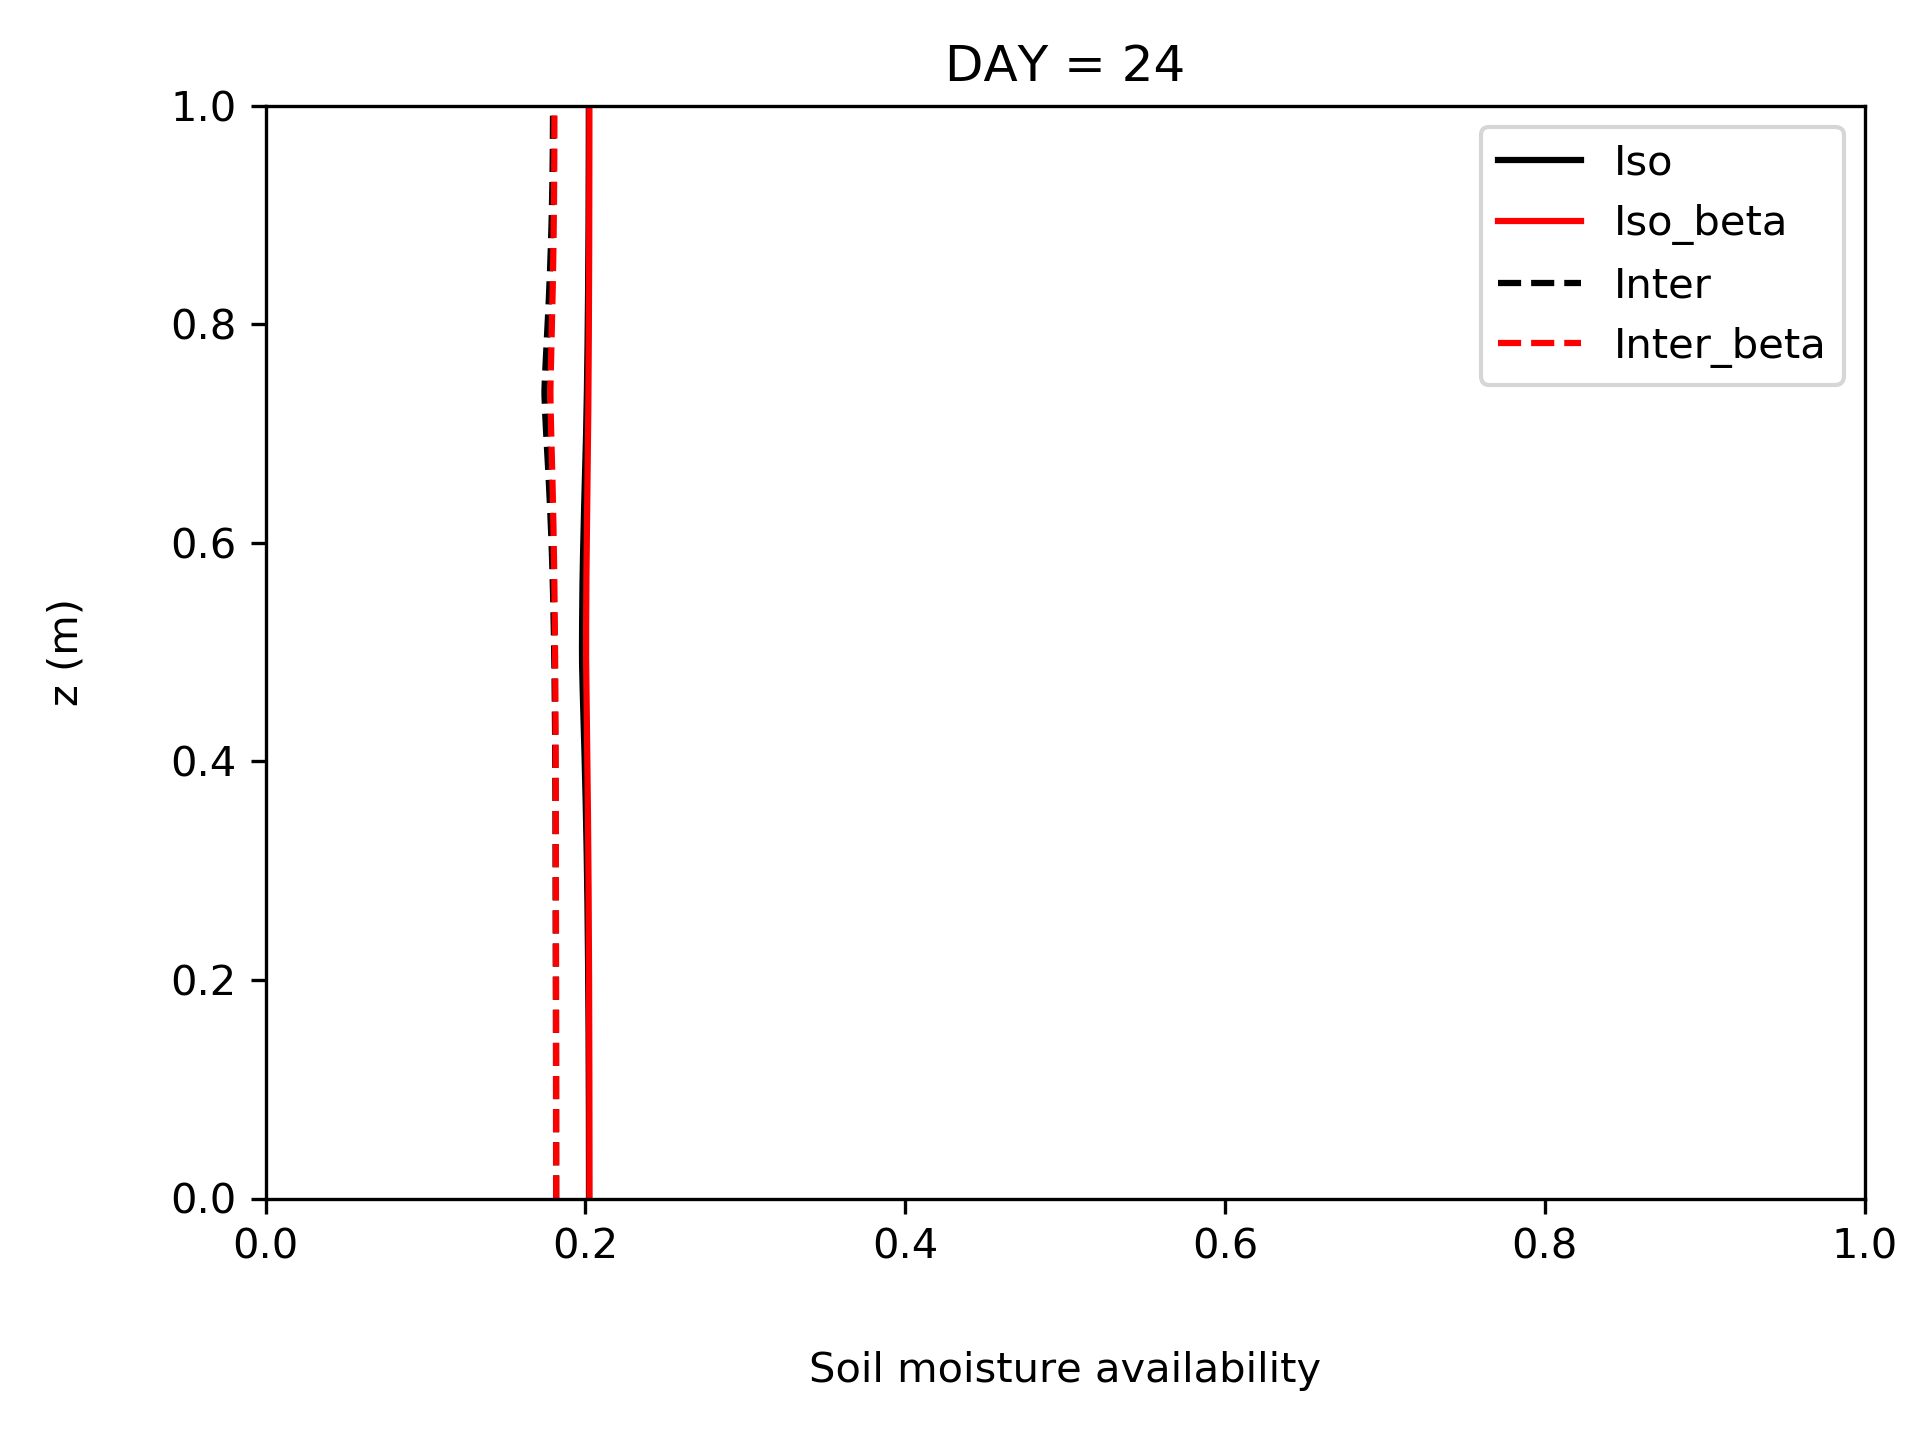 DAY = 24
1.0
0.8
0.6
0.4
0.2
0.0
z (m)
0.0 0.2 0.4 0.6 0.8 1.0
Soil moisture availability
Iso
Iso_beta
Inter
Inter_beta